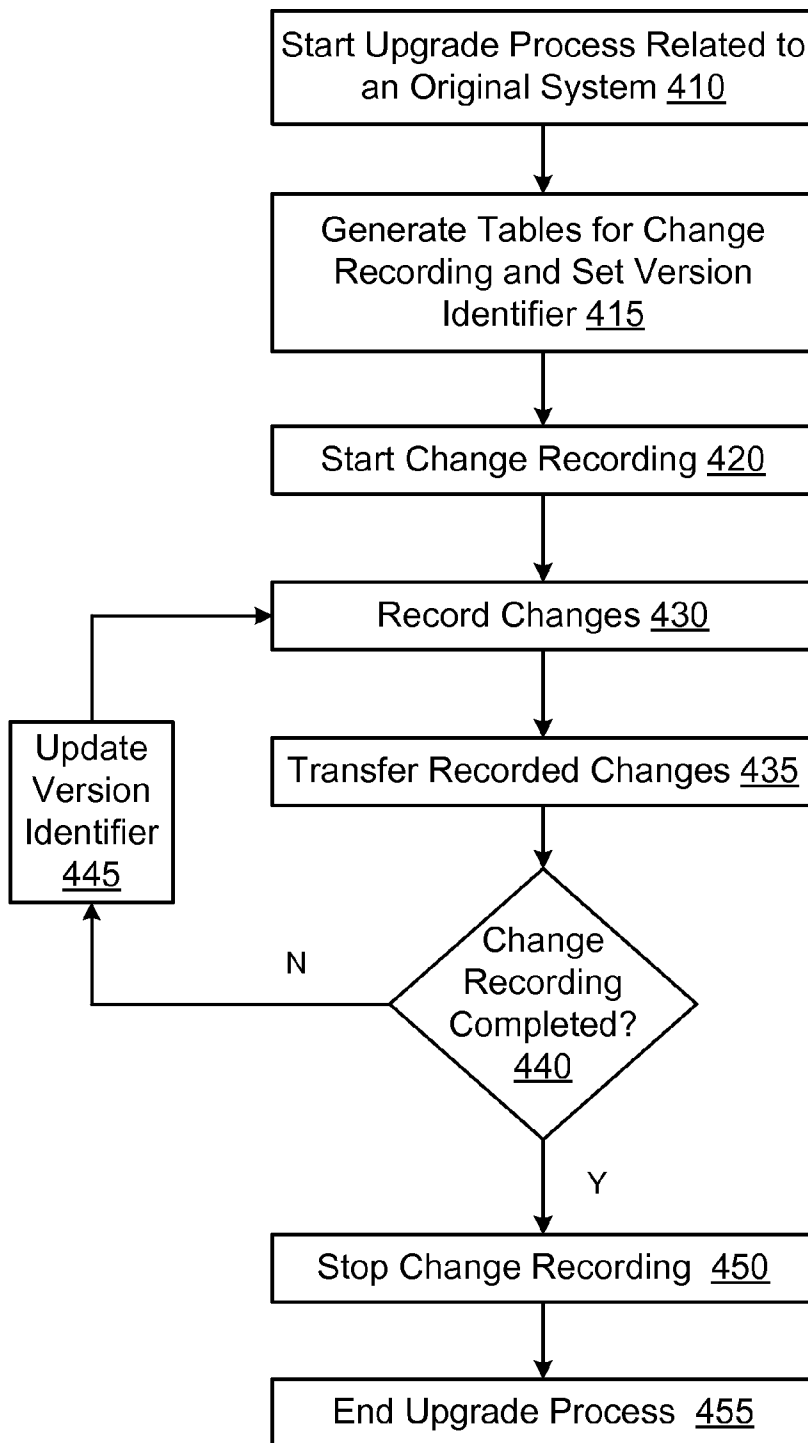 Start Upgrade Process Related to
an Original System 410
Generate Tables for Change
Recording and Set Version
Identifier 415
Start Change Recording 420
Record Changes 430
Transfer Recorded Changes 435
Update
Version
Identifier
445
N
Change
Recording
Completed?
440
Y
Stop Change Recording 450
End Upgrade Process 455